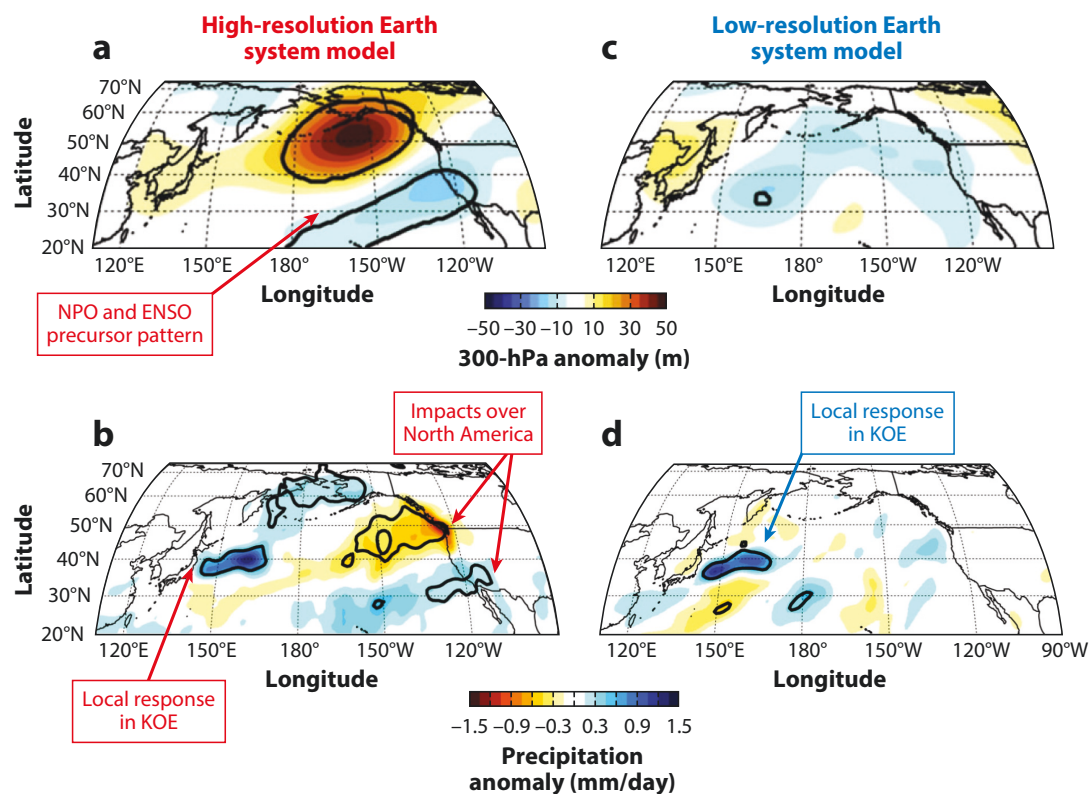 High-resolution Earth
system model
Low-resolution Earth
system model
a
70°N
60°N
50°N
40°N
30°N
20°N
Latitude
120°E
150°E
180°
150°W
120°W
Longitude
NPO and ENSO
precursor pattern
c
120°E
150°E
180°
150°W
120°W
Longitude
–50 –30 –10 10 30 50
300-hPa anomaly (m)
b
70°N
60°N
50°N
40°N
30°N
20°N
Latitude
120°E
150°E
180°
150°W
120°W
Longitude
Impacts over
North America
Local response
in KOE
d
Local response
in KOE
70°N
60°N
50°N
40°N
30°N
20°N
120°E
150°E
180°
150°W
120°W
90°W
Longitude
–1.5 –0.9 –0.3 0.3 0.9 1.5
Precipitation
anomaly (mm/day)